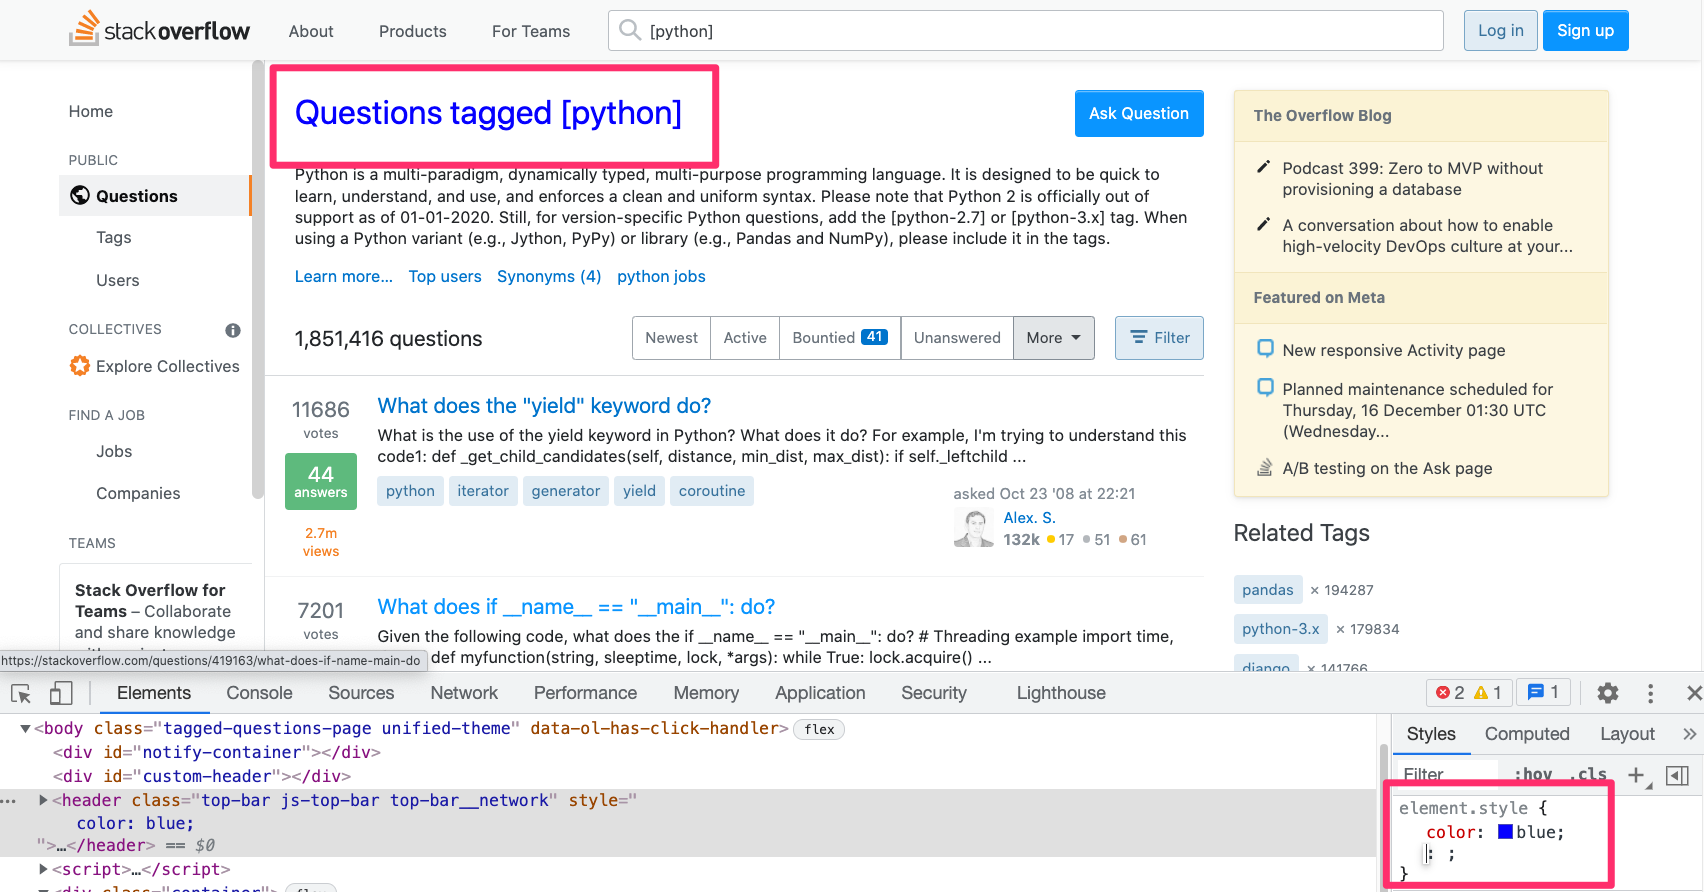 stack overflow
About
Products
For Teams
[python]
Log in
Sign up
Home
PUBLIC
Questions
Tags
Users
COLLECTIVES
Explore Collectives
FIND A JOB
Jobs
Companies
TEAMS
Stack Overflow for
Teams – Collaborate
and share knowledge
https://stackoverflow.com/questions/419163/what-does-if-name-main-do
Questions tagged [python]
Ask Question
Python is a multi-paradigm, dynamically typed, multi-purpose programming language. It is designed to be quick to
learn, understand, and use, and enforces a clean and uniform syntax. Please note that Python 2 is officially out of
support as of 01-01-2020. Still, for version-specific Python questions, add the [python-2.7] or [python-3.x] tag. When
using a Python variant (e.g., Jython, PyPy) or library (e.g., Pandas and NumPy), please include it in the tags.
Learn more... Top users Synonyms (4) python jobs
1,851,416 questions
Newest
Active
Bountied 41
Unanswered
More
Filter
11686
votes
44
answers
2.7m
views
What does the "yield" keyword do?
What is the use of the yield keyword in Python? What does it do? For example, I'm trying to understand this
code1: def _get_child_candidates(self, distance, min_dist, max_dist): if self._leftchild ...
python iterator generator yield coroutine
asked Oct 23 '08 at 22:21
Alex. S.
132k 17 51 61
7201
votes
What does if __name__ == "__main__": do?
Given the following code, what does the if __name__ == "__main__": do? # Threading example import time,
def myfunction(string, sleeptime, lock, *args): while True: lock.acquire() ...
The Overflow Blog
Podcast 399: Zero to MVP without
provisioning a database
A conversation about how to enable
high-velocity DevOps culture at your...
Featured on Meta
New responsive Activity page
Planned maintenance scheduled for
Thursday, 16 December 01:30 UTC
(Wednesday...
A/B testing on the Ask page
Related Tags
pandas × 194287
python-3.x × 179834
django × 141766
Elements Console Sources Network Performance Memory Application Security Lighthouse
2 1 1
<body class="tagged-questions-page unified-theme" data-ol-has-click-handler> flex
<div id="notify-container"></div>
<div id="custom-header"></div>
<header class="top-bar js-top-bar top-bar__network" style="
color: blue;
">…</header> == $0
<script>…</script>
<div class="container"> flex
Styles Computed Layout »
Filter :hov .cls +
element.style {
color: blue;
: ;
}